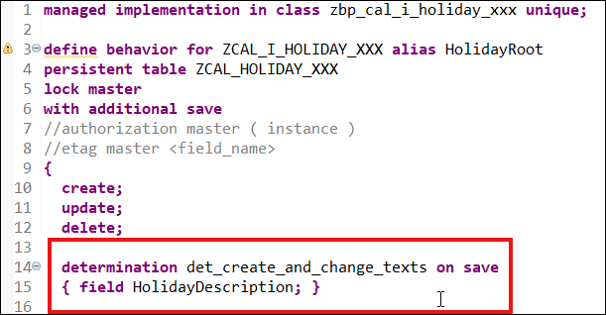 1 managed implementation in class zbp_cal_i_holiday_xxx unique;
2
3 define behavior for ZCAL_I_HOLIDAY_XXX alias HolidayRoot
4 persistent table ZCAL_HOLIDAY_XXX
5 lock master
6 with additional save
7 //authorization master ( instance )
8 //etag master <field_name>
9 {
10 create;
11 update;
12 delete;
13
14 determination det_create_and_change_texts on save
15 { field HolidayDescription; }
16